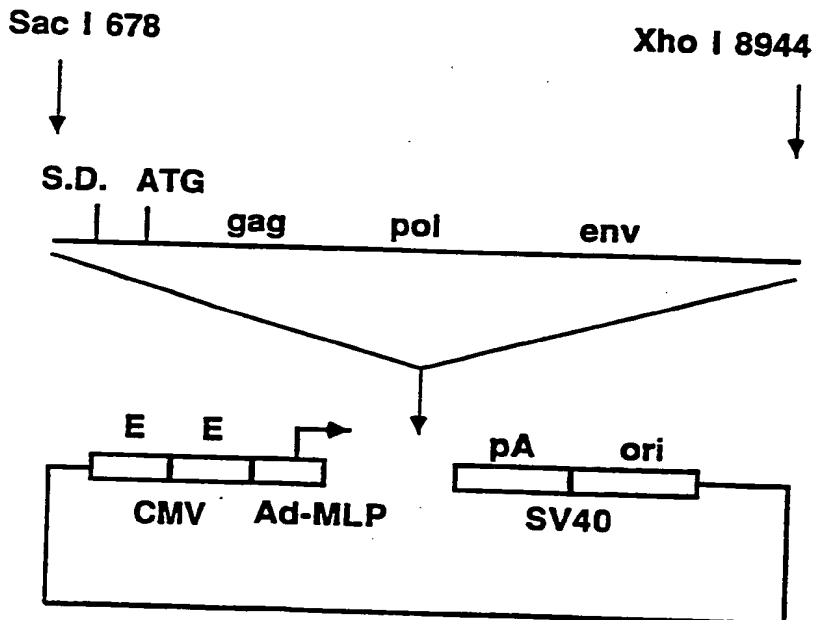 Sac I 678
Xho I 8944
S.D. ATG
gag pol env
E E
pA ori
CMV Ad-MLP
SV40